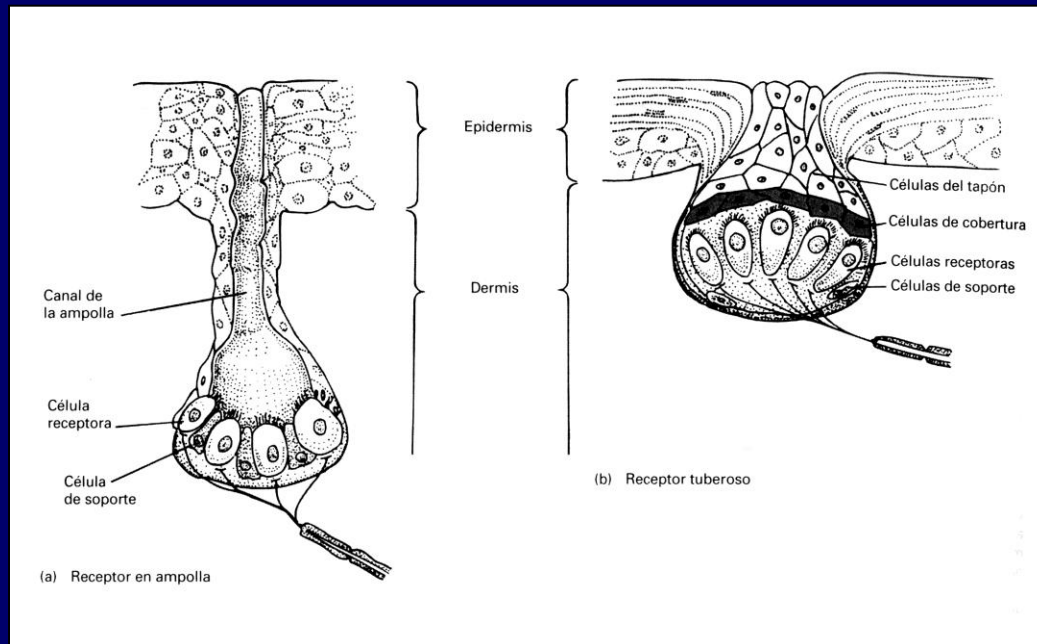 Epidermis
Dermis
Canal de
la ampolla
Célula
receptora
Célula
de soporte
(a) Receptor en ampolla
Células del tapón
Células de cobertura
Células receptoras
Células de soporte
(b) Receptor tuberoso